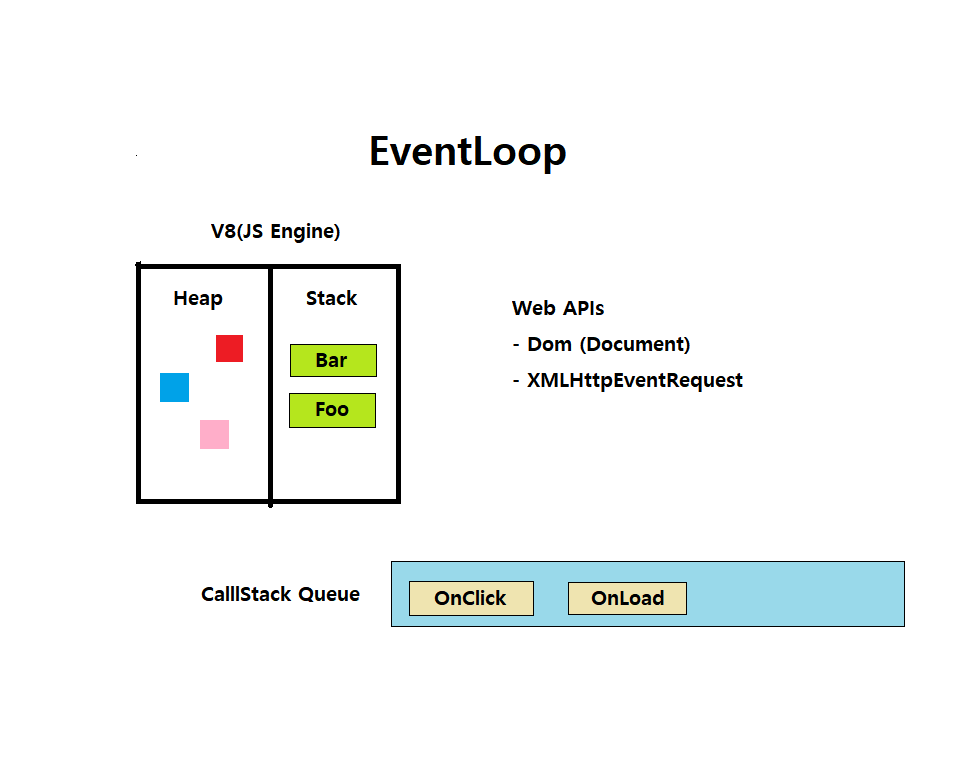 EventLoop
V8(JS Engine)
Heap
Stack
Bar
Foo
Web APIs
- Dom (Document)
- XMLHttpEventRequest
CalllStack Queue
OnClick
OnLoad